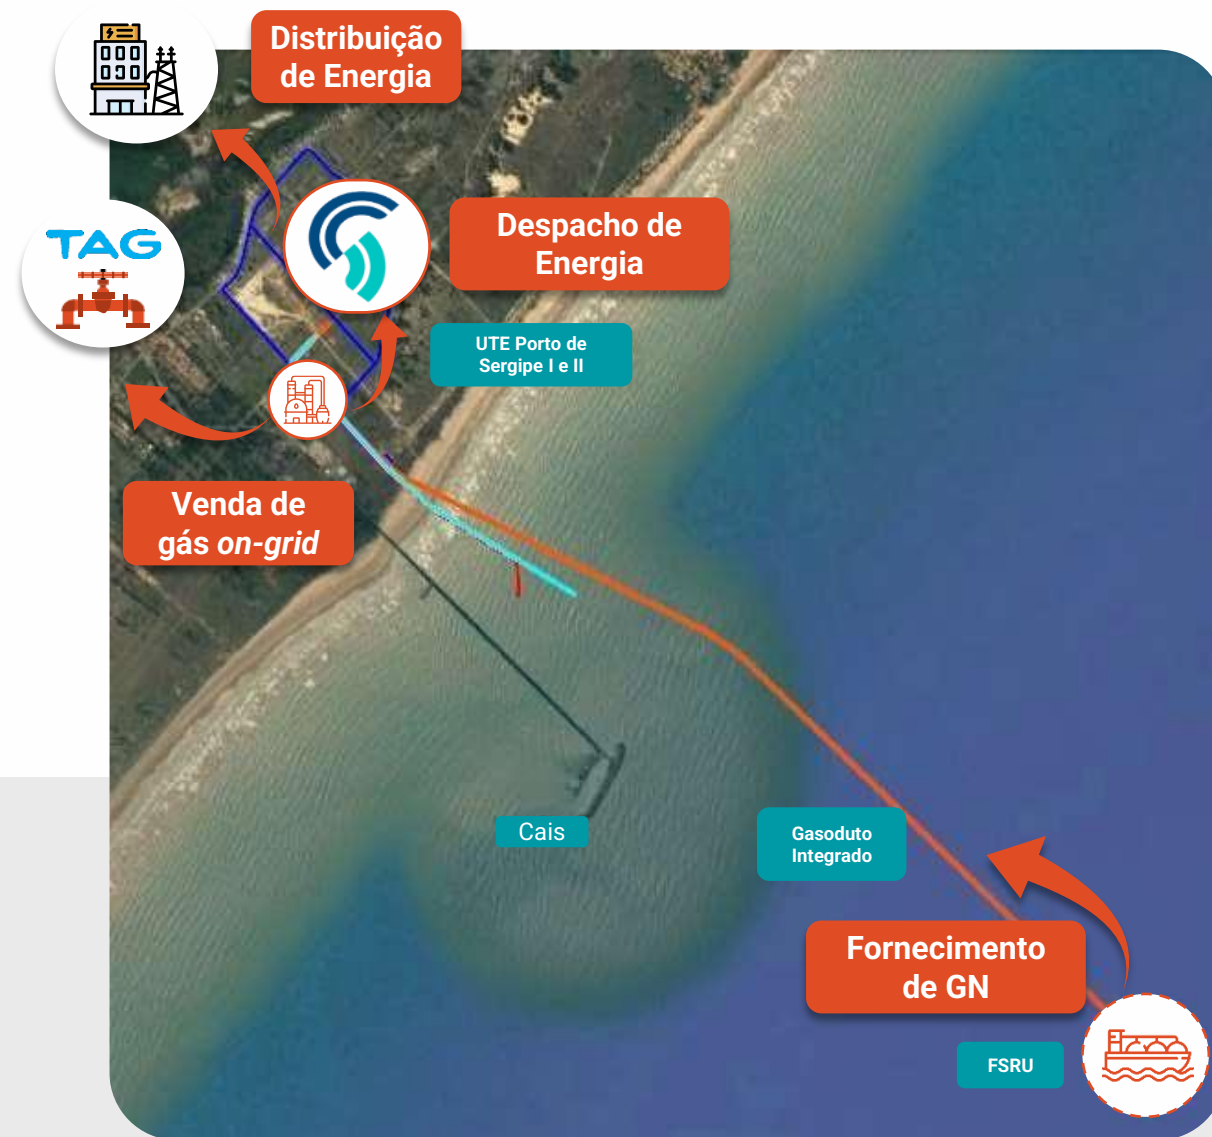 Distribuição
de Energia
TAG
Despacho de
Energia
UTE Porto de
Sergipe I e II
Venda de
gás on-grid
Cais
Gasoduto
Integrado
Fornecimento
de GN
FSRU